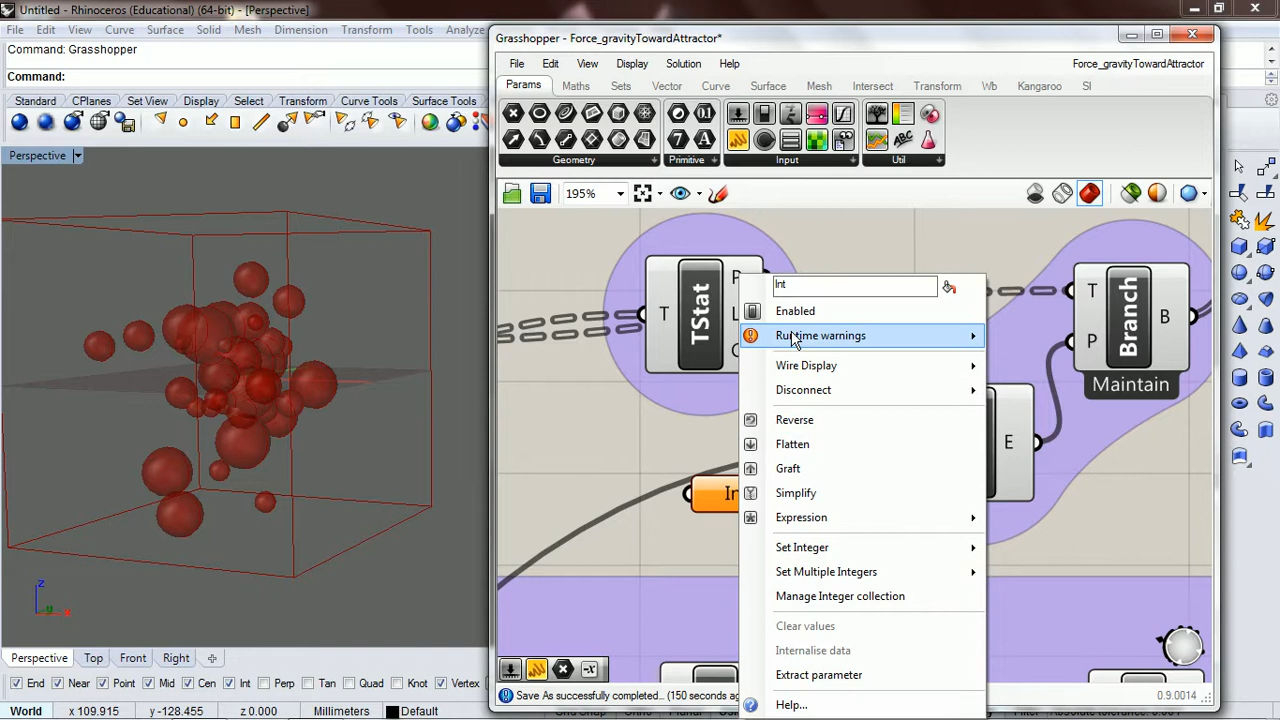 Untitled - Rhinoceros (Educational) (64-bit) - [Perspective]
File Edit View Curve Surface Solid Mesh Dimension Transform Tools Analyze
Command: Grasshopper
Command:
Standard CPlanes Set View Display Select Transform Curve Tools Surface Tools
Perspective
Grasshopper - Force_gravityTowardAttractor*
File Edit View Display Solution Help Force_gravityTowardAttractor
Params Maths Sets Vector Curve Surface Mesh Intersect Transform Wb Kangaroo SI
Geometry Primitive Input Util
195%
T TStat P
T P Branch B
Maintain
E
Int
Enabled
Runtime warnings
Wire Display
Disconnect
Reverse
Flatten
Graft
Simplify
Expression
Set Integer
Set Multiple Integers
Manage Integer collection
Clear values
Internalise data
Extract parameter
Help...
Save As successfully completed... (150 seconds ag
0.9.0014
z
y
x
Perspective Top Front Right
End Near Point Mid Cen Int Perp Tan Quad Knot Vertex
World x 109.915 y -128.455 z 0.000 Millimeters Default